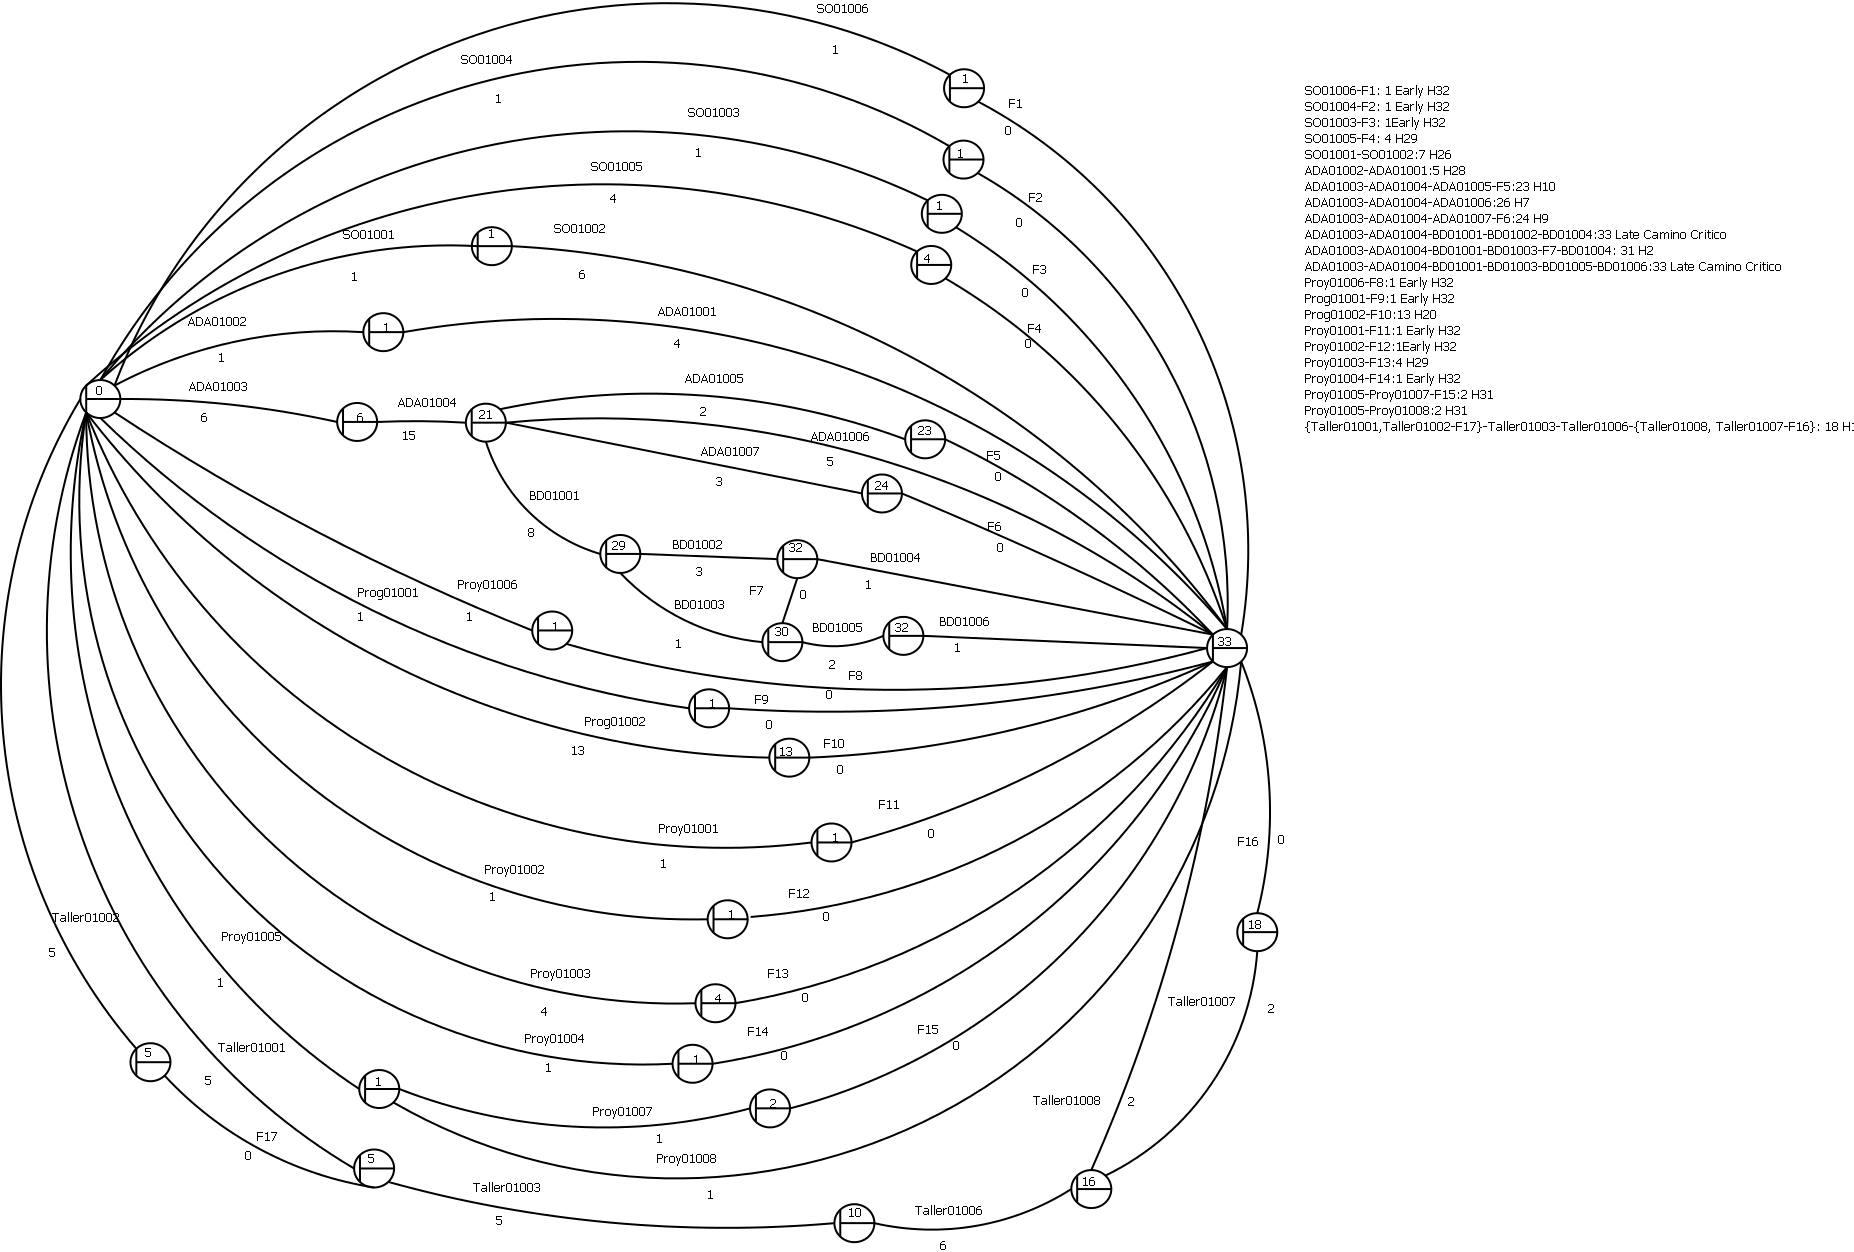 SO01006
1
SO01004
1
1
F1
0
SO01003
1
1
SO01005
4
F2
0
1
SO01001
1
1
SO01002
6
4
F3
0
ADA01002
1
1
ADA01001
4
F4
0
0
ADA01003
6
6
ADA01004
15
21
ADA01005
2
23
F5
0
ADA01006
5
ADA01007
3
24
F6
0
BD01001
8
29
BD01002
3
32
BD01004
1
F7
0
BD01003
1
30
BD01005
2
32
BD01006
1
33
Proy01006
1
1
F8
0
Prog01001
1
1
F9
0
Prog01002
13
13
F10
0
Proy01001
1
1
F11
0
Proy01002
1
1
F12
0
Proy01003
4
4
F13
0
Proy01004
1
1
F14
0
Proy01005
1
1
Proy01007
1
2
F15
0
Proy01008
1
Taller01002
5
5
F17
0
Taller01001
5
5
Taller01003
5
10
Taller01006
6
16
Taller01008
2
Taller01007
2
18
F16
0
SO01006-F1: 1 Early H32
SO01004-F2: 1 Early H32
SO01003-F3: 1Early H32
SO01005-F4: 4 H29
SO01001-SO01002:7 H26
ADA01002-ADA01001:5 H28
ADA01003-ADA01004-ADA01005-F5:23 H10
ADA01003-ADA01004-ADA01006:26 H7
ADA01003-ADA01004-ADA01007-F6:24 H9
ADA01003-ADA01004-BD01001-BD01002-BD01004:33 Late Camino Critico
ADA01003-ADA01004-BD01001-BD01003-F7-BD01004: 31 H2
ADA01003-ADA01004-BD01001-BD01003-BD01005-BD01006:33 Late Camino Critico
Proy01006-F8:1 Early H32
Prog01001-F9:1 Early H32
Prog01002-F10:13 H20
Proy01001-F11:1 Early H32
Proy01002-F12:1Early H32
Proy01003-F13:4 H29
Proy01004-F14:1 Early H32
Proy01005-Proy01007-F15:2 H31
Proy01005-Proy01008:2 H31
{Taller01001,Taller01002-F17}-Taller01003-Taller01006-{Taller01008, Taller01007-F16}: 18